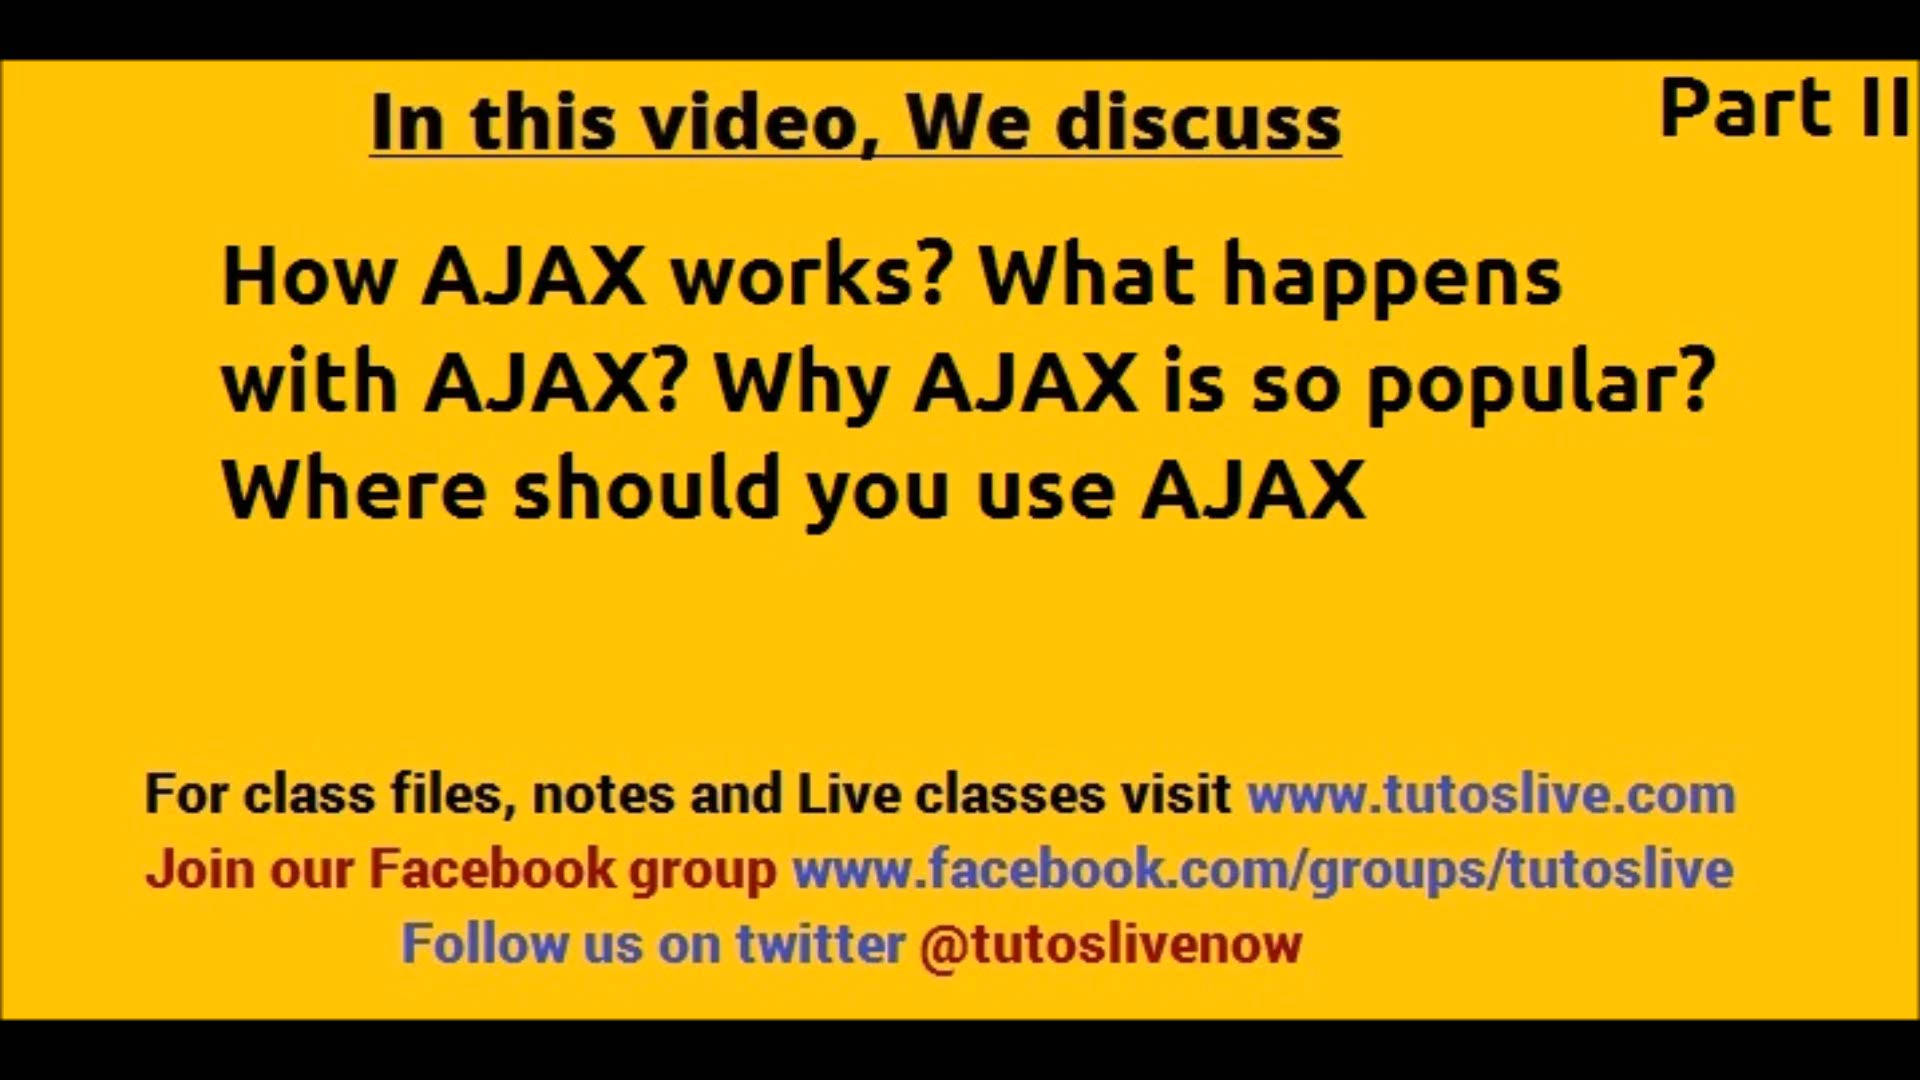 In this video, We discuss
Part II
How AJAX works? What happens
with AJAX? Why AJAX is so popular?
Where should you use AJAX
For class files, notes and Live classes visit www.tutoslive.com
Join our Facebook group www.facebook.com/groups/tutoslive
Follow us on twitter @tutoslivenow